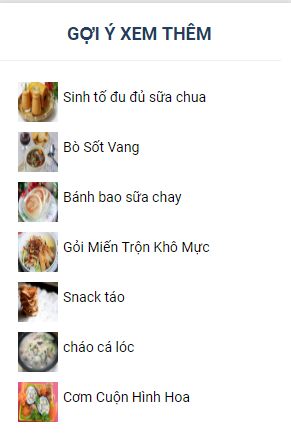 GỢI Ý XEM THÊM
Sinh tố đu đủ sữa chua
Bò Sốt Vang
Bánh bao sữa chay
Gỏi Miến Trộn Khô Mực
Snack táo
cháo cá lóc
Cơm Cuộn Hình Hoa